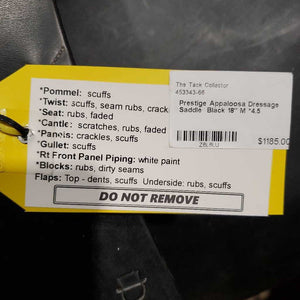 *Pommel: scuffs
*Twist: scuffs, seam rubs, crack
*Seat: rubs, faded
*Cantle: scratches, rubs, faded
*Panels: crackles, scuffs
*Gullet: scuffs
*Rt Front Panel Piping: white paint
*Blocks: rubs, dirty seams
Flaps: Top - dents, scuffs Underside: rubs, scuffs
DO NOT REMOVE
The Tack Collector
453343-66
Prestige Appaloosa Dressage
Saddle Black 18" M *4.5
$1185.00